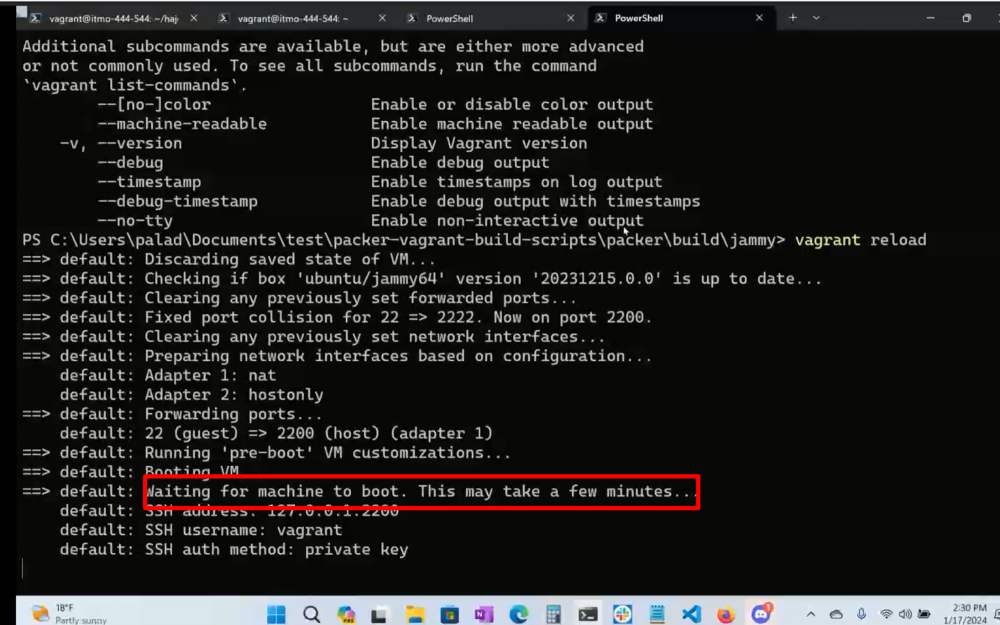 vagrant@itmo-444-544: ~/haj
vagrant@itmo-444-544: ~
PowerShell
PowerShell
Additional subcommands are available, but are either more advanced
or not commonly used. To see all subcommands, run the command
`vagrant list-commands`.
--[no-]color Enable or disable color output
--machine-readable Enable machine readable output
-v, --version Display Vagrant version
--debug Enable debug output
--timestamp Enable timestamps on log output
--debug-timestamp Enable debug output with timestamps
--no-tty Enable non-interactive output
PS C:\Users\palad\Documents\test\packer-vagrant-build-scripts\packer\build\jammy> vagrant reload
==> default: Discarding saved state of VM...
==> default: Checking if box 'ubuntu/jammy64' version '20231215.0.0' is up to date...
==> default: Clearing any previously set forwarded ports...
==> default: Fixed port collision for 22 => 2222. Now on port 2200.
==> default: Clearing any previously set network interfaces...
==> default: Preparing network interfaces based on configuration...
default: Adapter 1: nat
default: Adapter 2: hostonly
==> default: Forwarding ports...
default: 22 (guest) => 2200 (host) (adapter 1)
==> default: Running 'pre-boot' VM customizations...
==> default: Booting VM
==> default: Waiting for machine to boot. This may take a few minutes...
default: SSH address: 127.0.0.1:2200
default: SSH username: vagrant
default: SSH auth method: private key
18°F
Partly sunny
1
2:30 PM
1/17/2024